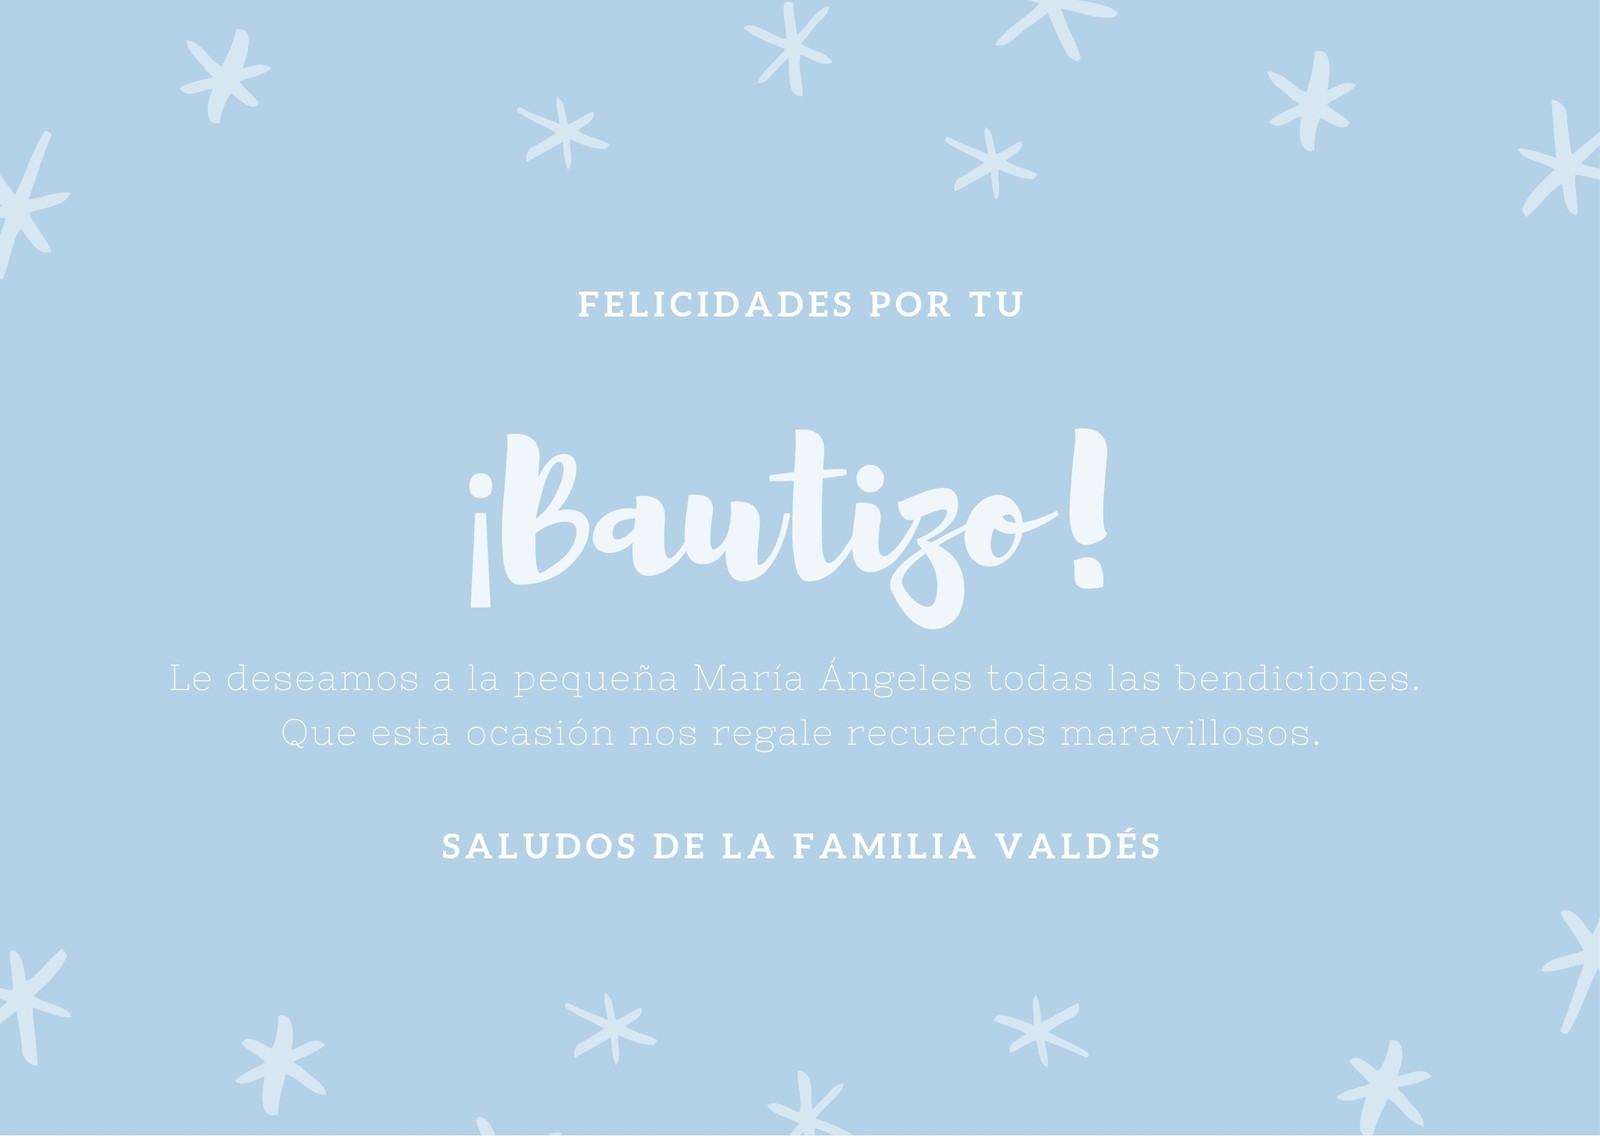 FELICIDADES POR TU
¡Bautizo!
Le deseamos a la pequeña María Ángeles todas las bendiciones.
Que esta ocasión nos regale recuerdos maravillosos.
SALUDOS DE LA FAMILIA VALDÉS